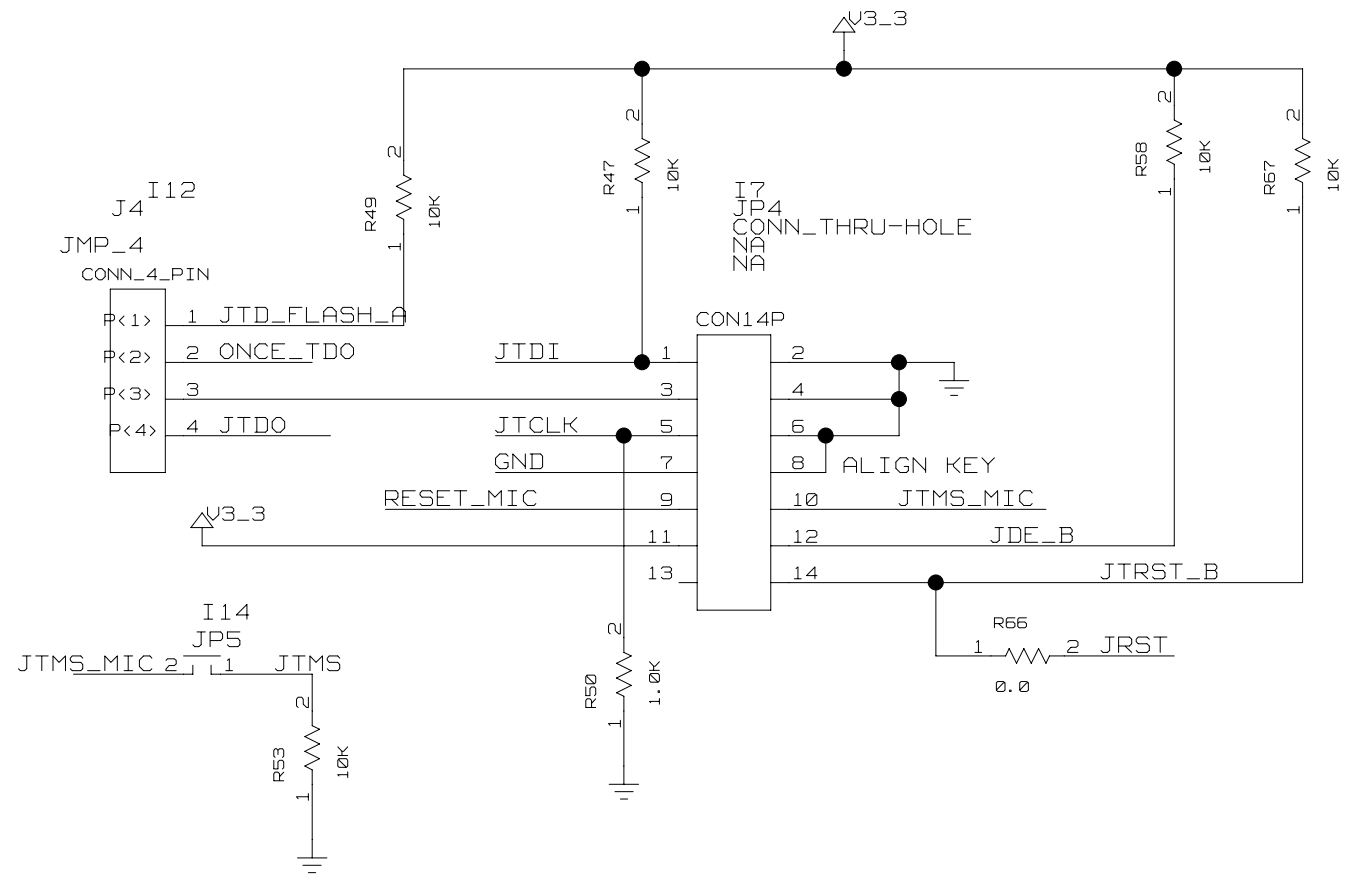 V3_3
2
2
2
2
R49
10K
1
R47
10K
1
R58
10K
1
R67
10K
1
I12
J4
JMP_4
CONN_4_PIN
P<1>
1
JTD_FLASH_A
P<2>
2
ONCE_TDO
P<3>
3
P<4>
4
JTDO
I7
JP4
CONN_THRU-HOLE
NA
NA
CON14P
JTDI
1
2
3
4
JTCLK
5
6
GND
7
8
ALIGN KEY
RESET_MIC
9
10
JTMS_MIC
V3_3
11
12
JDE_B
13
14
JTRST_B
R66
1
2
JRST
0.0
I14
JP5
JTMS_MIC
2
1
JTMS
2
R53
10K
1
2
R50
1.0K
1